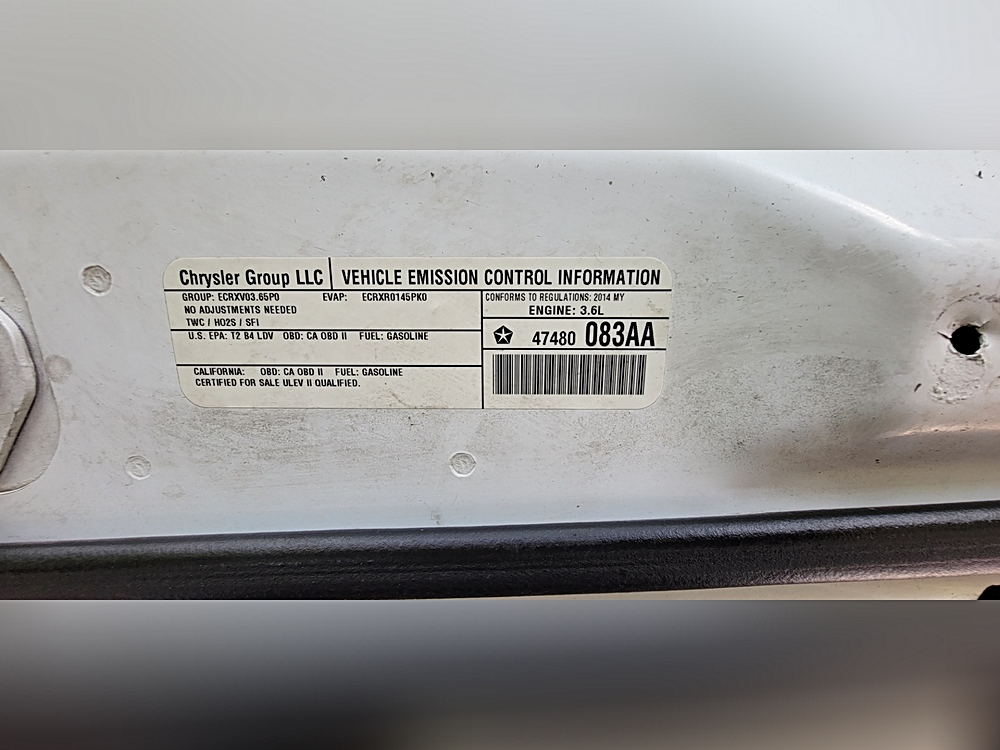 Chrysler Group LLC
VEHICLE EMISSION CONTROL INFORMATION
GROUP: ECRXV03.65P0 EVAP: ECRXR0145PK0
NO ADJUSTMENTS NEEDED
TWC / HO2S / SFI
U.S. EPA: T2 B4 LDV OBD: CA OBD II FUEL: GASOLINE
CALIFORNIA: OBD: CA OBD II FUEL: GASOLINE
CERTIFIED FOR SALE ULEV II QUALIFIED.
CONFORMS TO REGULATIONS: 2014 MY
ENGINE: 3.6L
47480 083AA